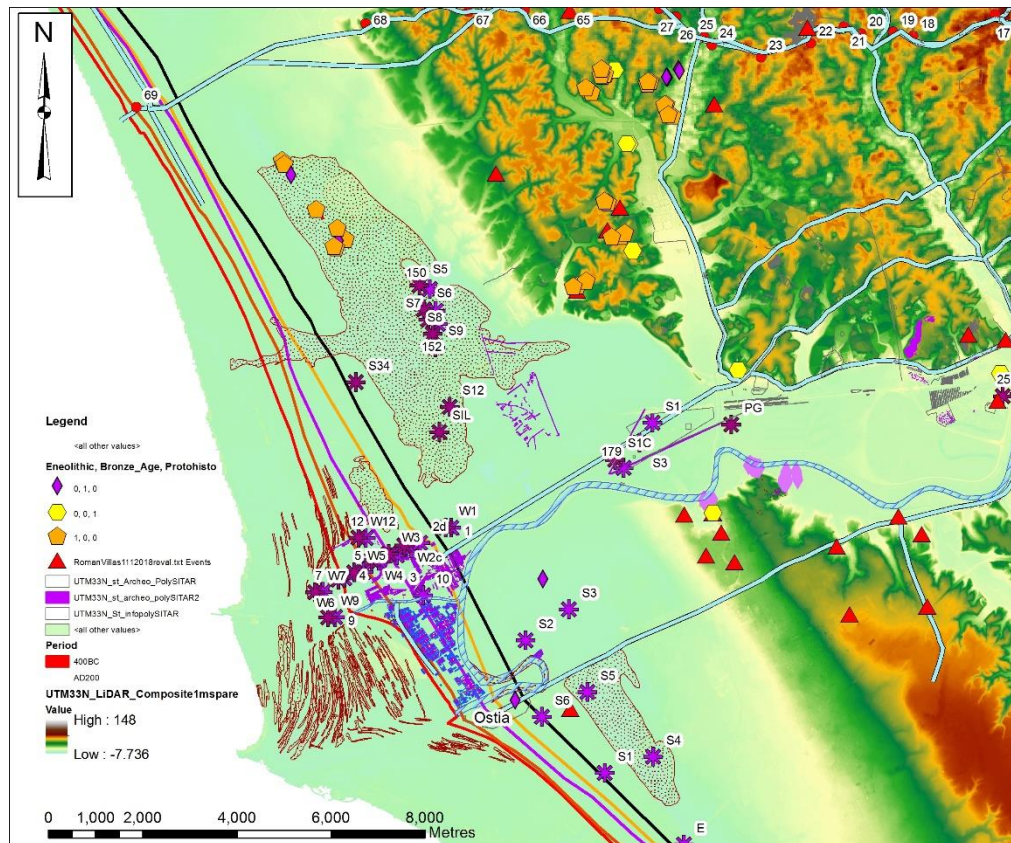 N
68
67
66
65
27
26
25
24
23
22
21
20
19
18
17
69
150
S5
S6
S7
S8
S9
152
S34
S12
SIL
S1
PG
25
S1C
179
S3
W1
2d
1
12
W12
W3
5
W5
W2c
7
W7
4
W4
3
10
W6
W9
9
S3
S2
S5
S6
Ostia
S1
S4
E
Legend
<all other values>
Eneolithic, Bronze_Age, Protohisto
0, 1, 0
0, 0, 1
1, 0, 0
RomanVillas1112018reval.txt Events
UTM33N_st_Archeo_PolySITAR
UTM33N_st_archeo_polySITAR2
UTM33N_St_infopolySITAR
<all other values>
Period
400BC
AD200
UTM33N_LiDAR_Composite1mspare
Value
High : 148
Low : -7.736
0 1,000 2,000 4,000 6,000 8,000
Metres